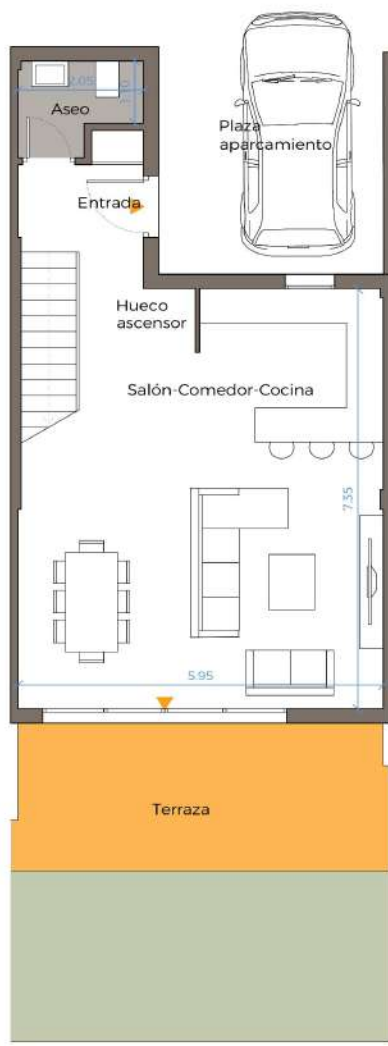 2.05
Aseo
Plaza
aparcamiento
Entrada
Hueco
ascensor
Salón-Comedor-Cocina
7.35
5.95
Terraza